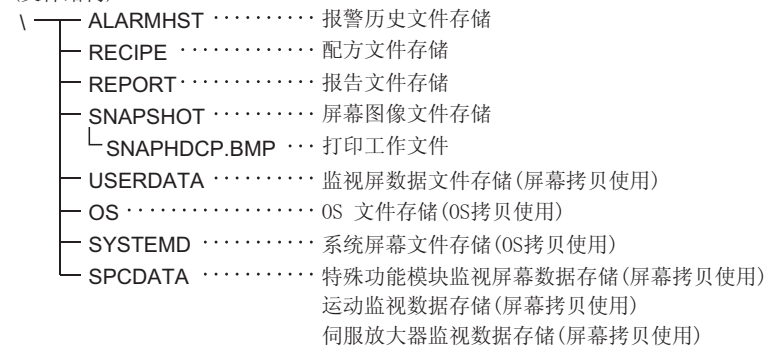 \ ALARMHST ·········· 报警历史文件存储
RECIPE ············· 配方文件存储
REPORT ············· 报告文件存储
SNAPSHOT ·········· 屏幕图像文件存储
SNAPHDCP.BMP ··· 打印工作文件
USERDATA ·········· 监视屏数据文件存储(屏幕拷贝使用)
OS ·················· OS 文件存储(OS拷贝使用)
SYSTEMD ··········· 系统屏幕文件存储(OS拷贝使用)
SPCDATA ··········· 特殊功能模块监视屏幕数据存储(屏幕拷贝使用)
运动监视数据存储(屏幕拷贝使用)
伺服放大器监视数据存储(屏幕拷贝使用)